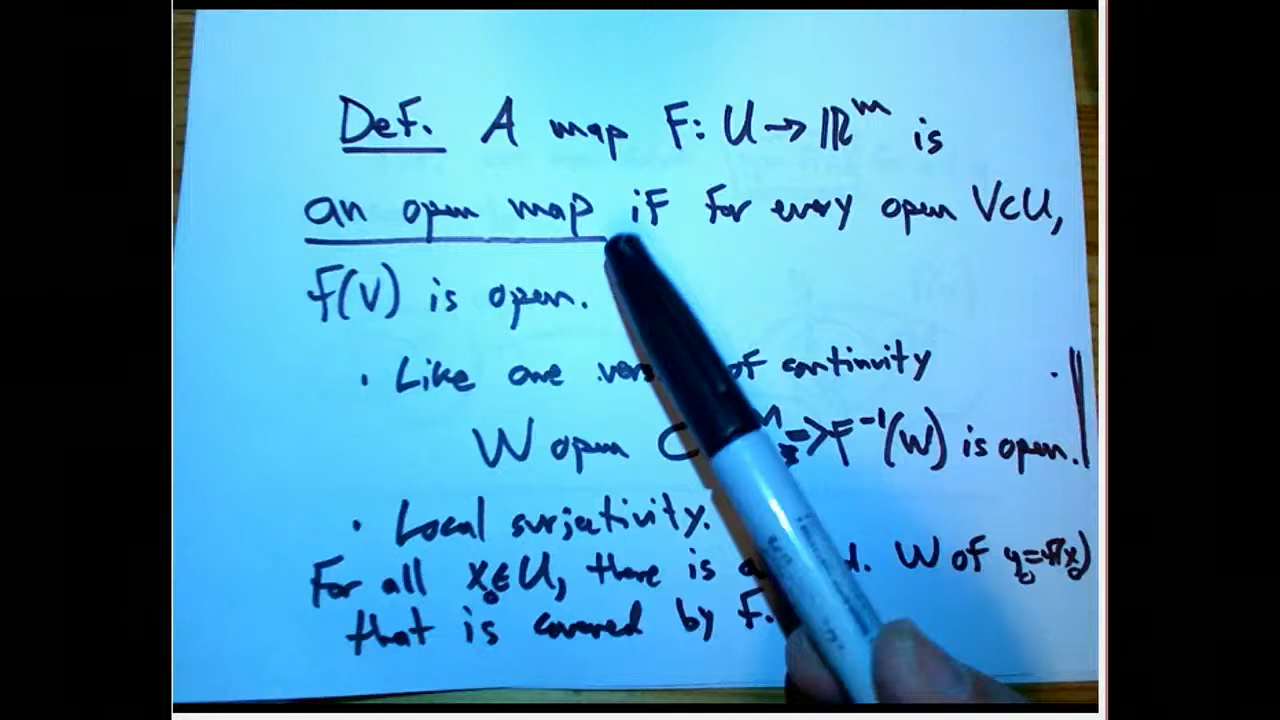 Def. A map F: U → ℝᵐ is
an open map if for every open V⊂U,
f(V) is open.
· Like one of continuity
W open ⊂ => F⁻¹(W) is open.
· Local surjectivity.
For all x₀∈U, there is W of y₀=f(x₀)
that is covered by F.